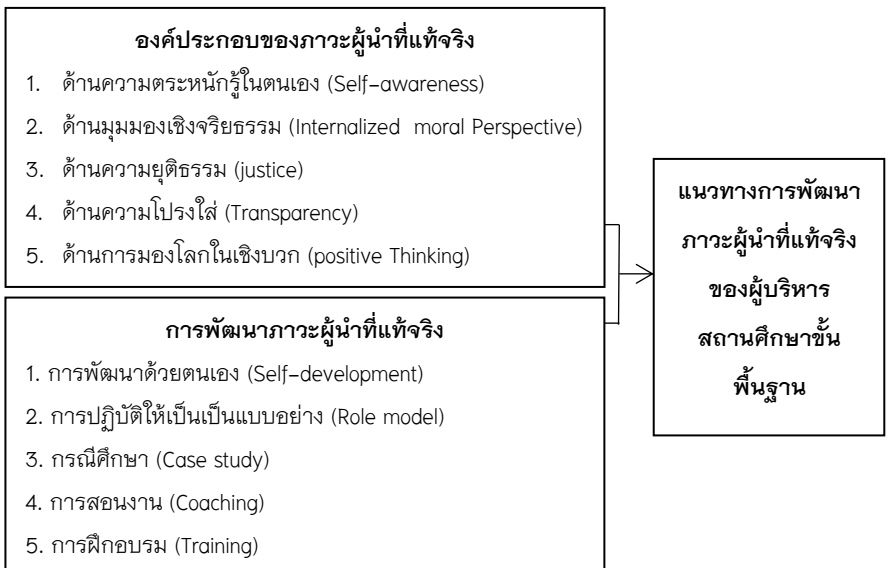 องค์ประกอบของภาวะผู้นำที่แท้จริง
1. ด้านความตระหนักรู้ในตนเอง (Self-awareness)
2. ด้านมุมมองเชิงจริยธรรม (Internalized moral Perspective)
3. ด้านความยุติธรรม (justice)
4. ด้านความโปร่งใส่ (Transparency)
5. ด้านการมองโลกในเชิงบวก (positive Thinking)
การพัฒนาภาวะผู้นำที่แท้จริง
1. การพัฒนาด้วยตนเอง (Self-development)
2. การปฏิบัติให้เป็นเป็นแบบอย่าง (Role model)
3. กรณีศึกษา (Case study)
4. การสอนงาน (Coaching)
5. การฝึกอบรม (Training)
แนวทางการพัฒนา
ภาวะผู้นำที่แท้จริง
ของผู้บริหาร
สถานศึกษาขั้น
พื้นฐาน